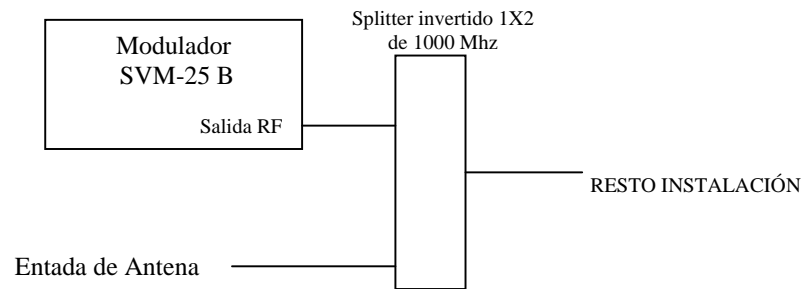 Splitter invertido 1X2
de 1000 Mhz
Modulador
SVM-25 B
Salida RF
RESTO INSTALACIÓN
Entada de Antena